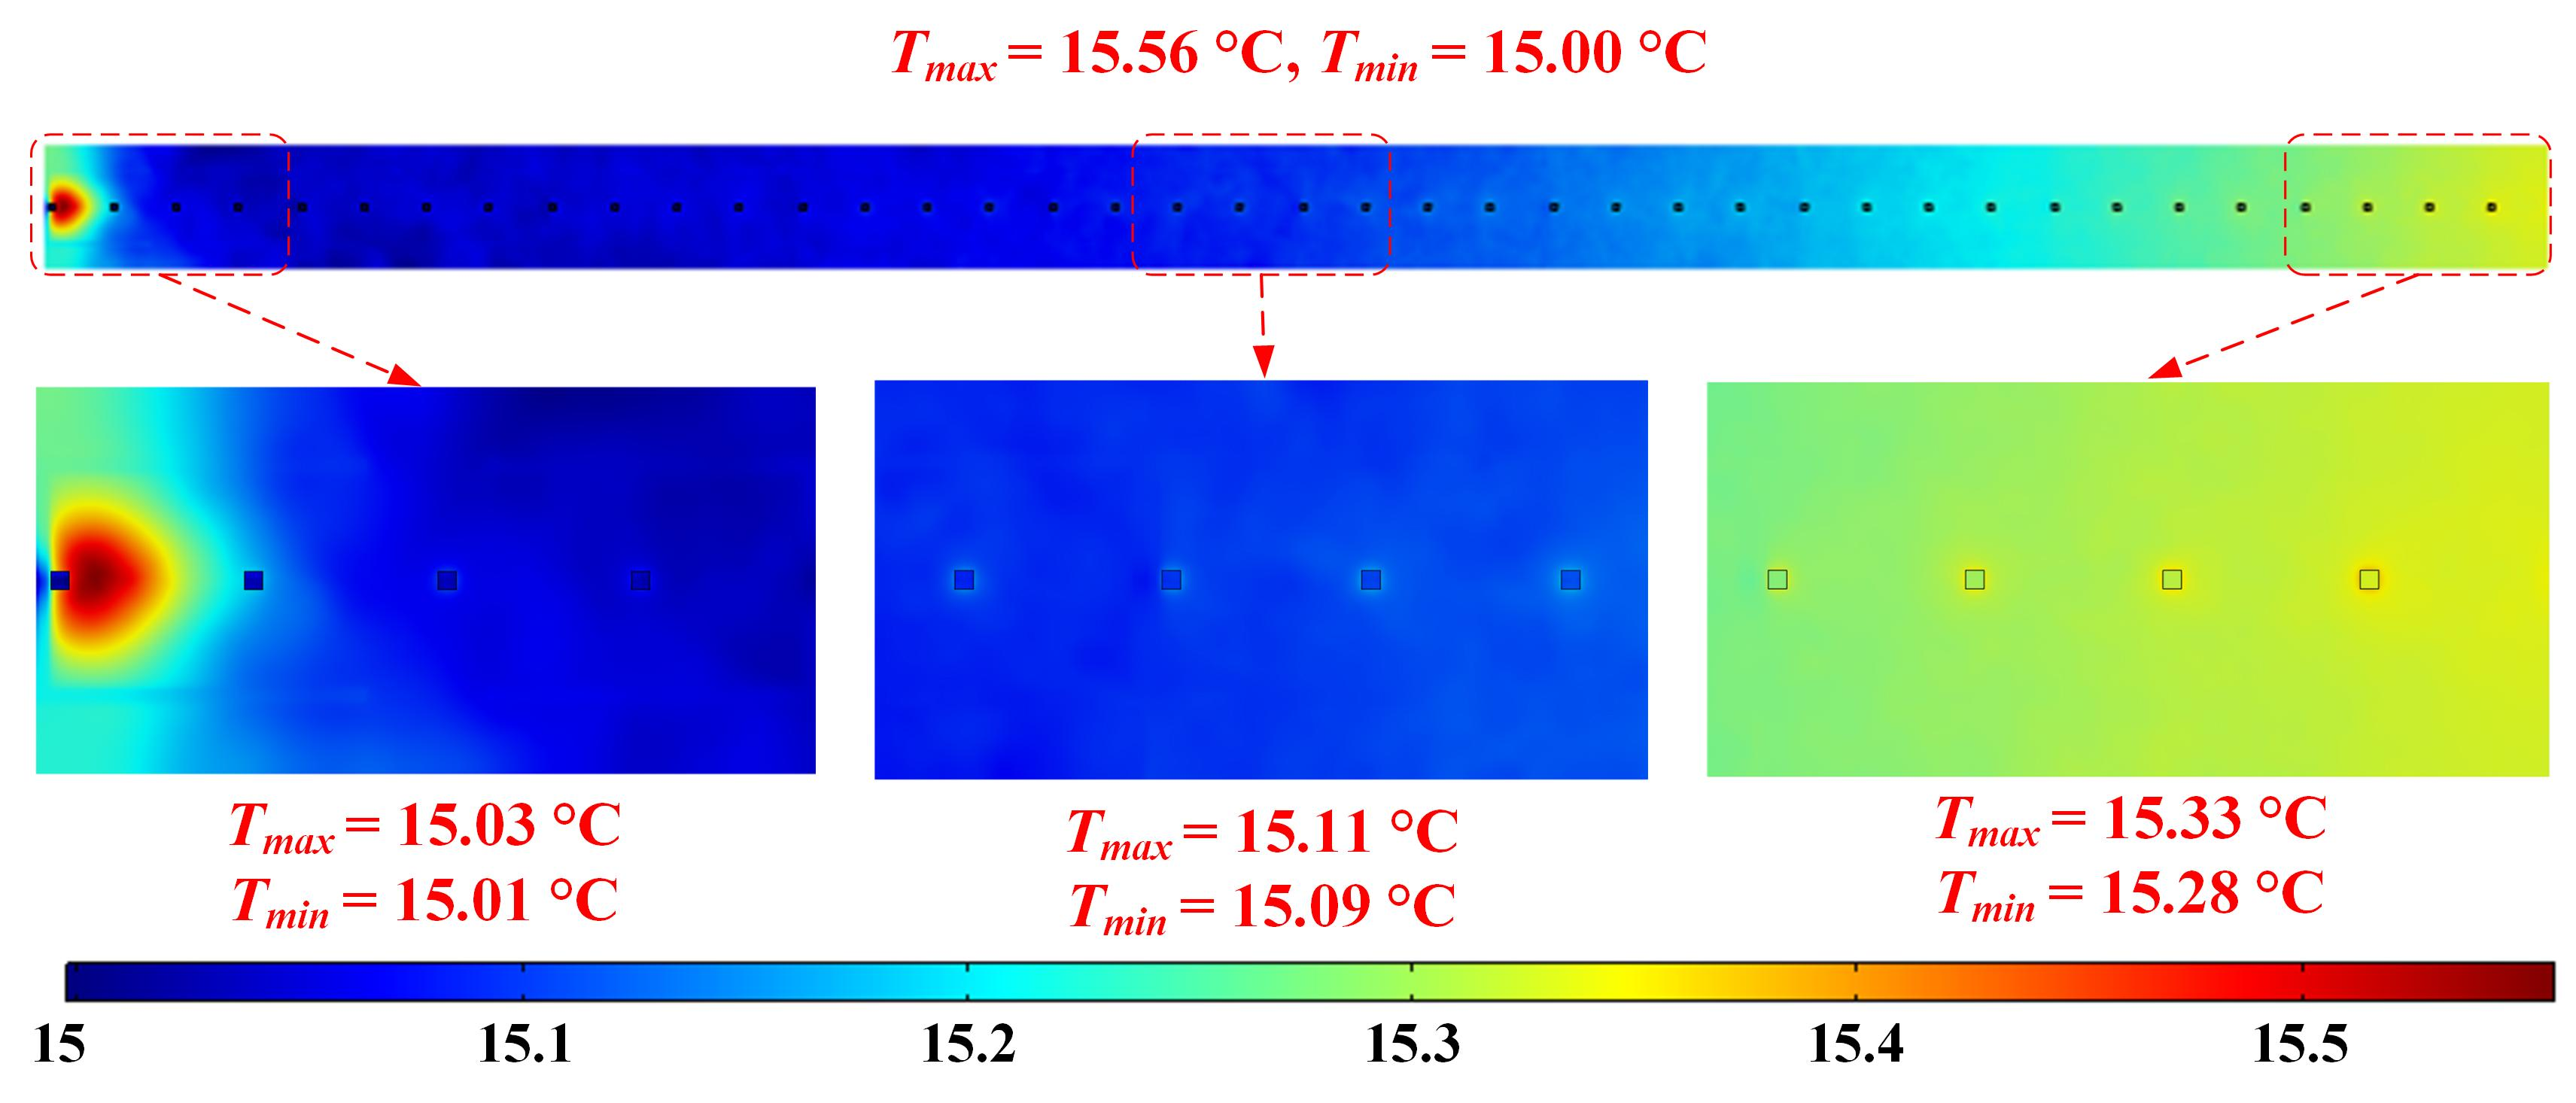 Tmax = 15.56 °C, Tmin = 15.00 °C
Tmax = 15.03 °C
Tmin = 15.01 °C
Tmax = 15.11 °C
Tmin = 15.09 °C
Tmax = 15.33 °C
Tmin = 15.28 °C
15 15.1 15.2 15.3 15.4 15.5